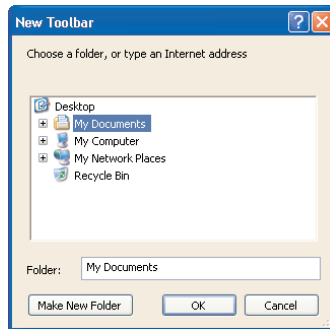 New Toolbar
Choose a folder, or type an Internet address
Desktop
My Documents
My Computer
My Network Places
Recycle Bin
Folder: My Documents
Make New Folder OK Cancel